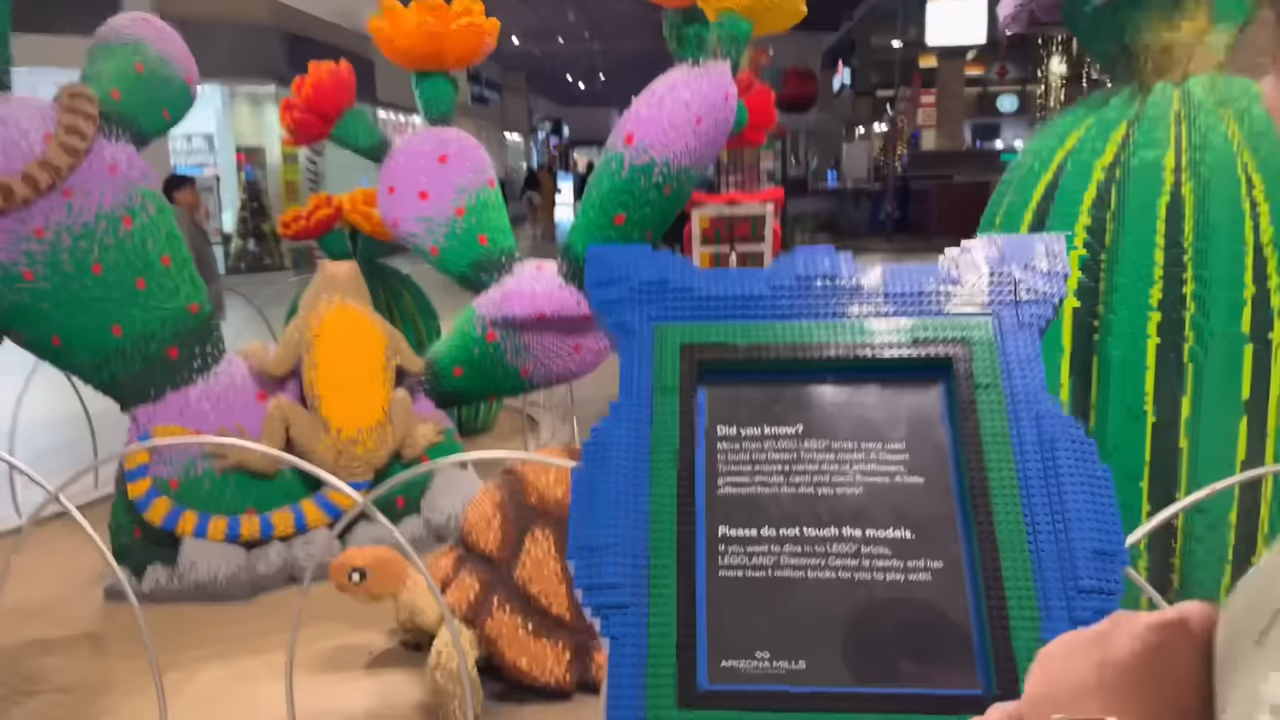 Did you know?
More than 20,000 LEGO® bricks were used
to build the Desert Tortoise model. A Desert
Tortoise enjoys a varied diet of wildflowers,
grasses, shrubs, cacti and cacti flowers. A little
different from the diet you enjoy!
Please do not touch the models.
If you want to dive in to LEGO® bricks,
LEGOLAND® Discovery Center is nearby and has
more than 1 million bricks for you to play with!
ARIZONA MILLS